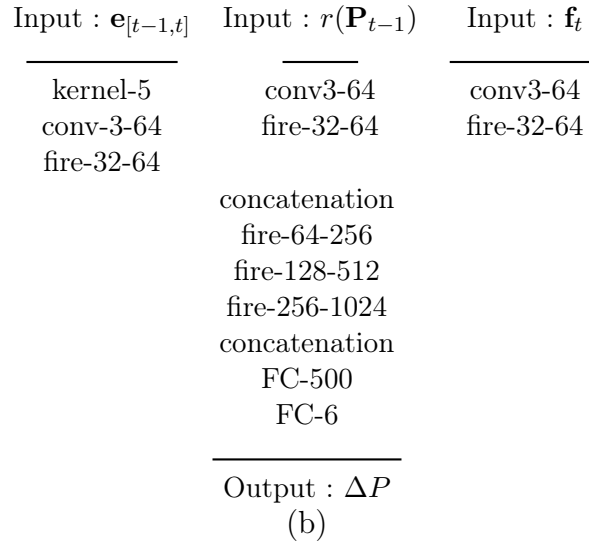 Input : e[t−1,t] Input : r(Pt−1) Input : ft
kernel-5 conv3-64 conv3-64
conv-3-64 fire-32-64 fire-32-64
fire-32-64
concatenation
fire-64-256
fire-128-512
fire-256-1024
concatenation
FC-500
FC-6
Output : ΔP
(b)